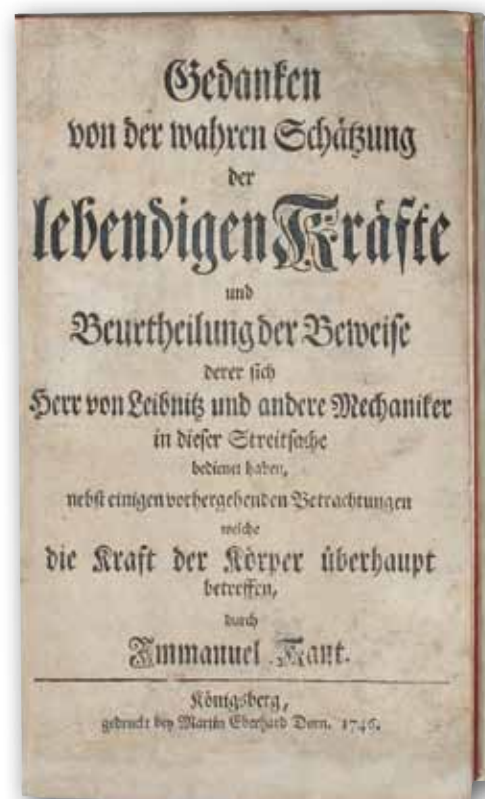 Gedanken
von der wahren Schätzung
der
lebendigen Kräfte
und
Beurtheilung der Beweise
derer sich
Herr von Leibnitz und andere Mechaniker
in dieser Streitsache
bedienet haben,
nebst einigen vorhergehenden Betrachtungen
welche
die Kraft der Körper überhaupt
betreffen,
durch
Immanuel Kant.
Königsberg,
gedruckt bey Martin Eberhard Dorn. 1746.